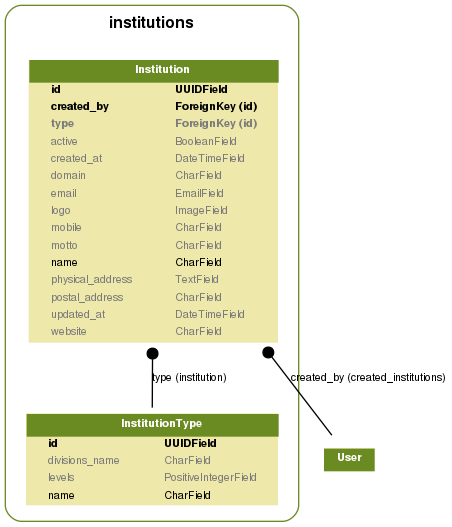 institutions
Institution
id UUIDField
created_by ForeignKey (id)
type ForeignKey (id)
active BooleanField
created_at DateTimeField
domain CharField
email EmailField
logo ImageField
mobile CharField
motto CharField
name CharField
physical_address TextField
postal_address CharField
updated_at DateTimeField
website CharField
type (institution)
created_by (created_institutions)
InstitutionType
id UUIDField
divisions_name CharField
levels PositiveIntegerField
name CharField
User